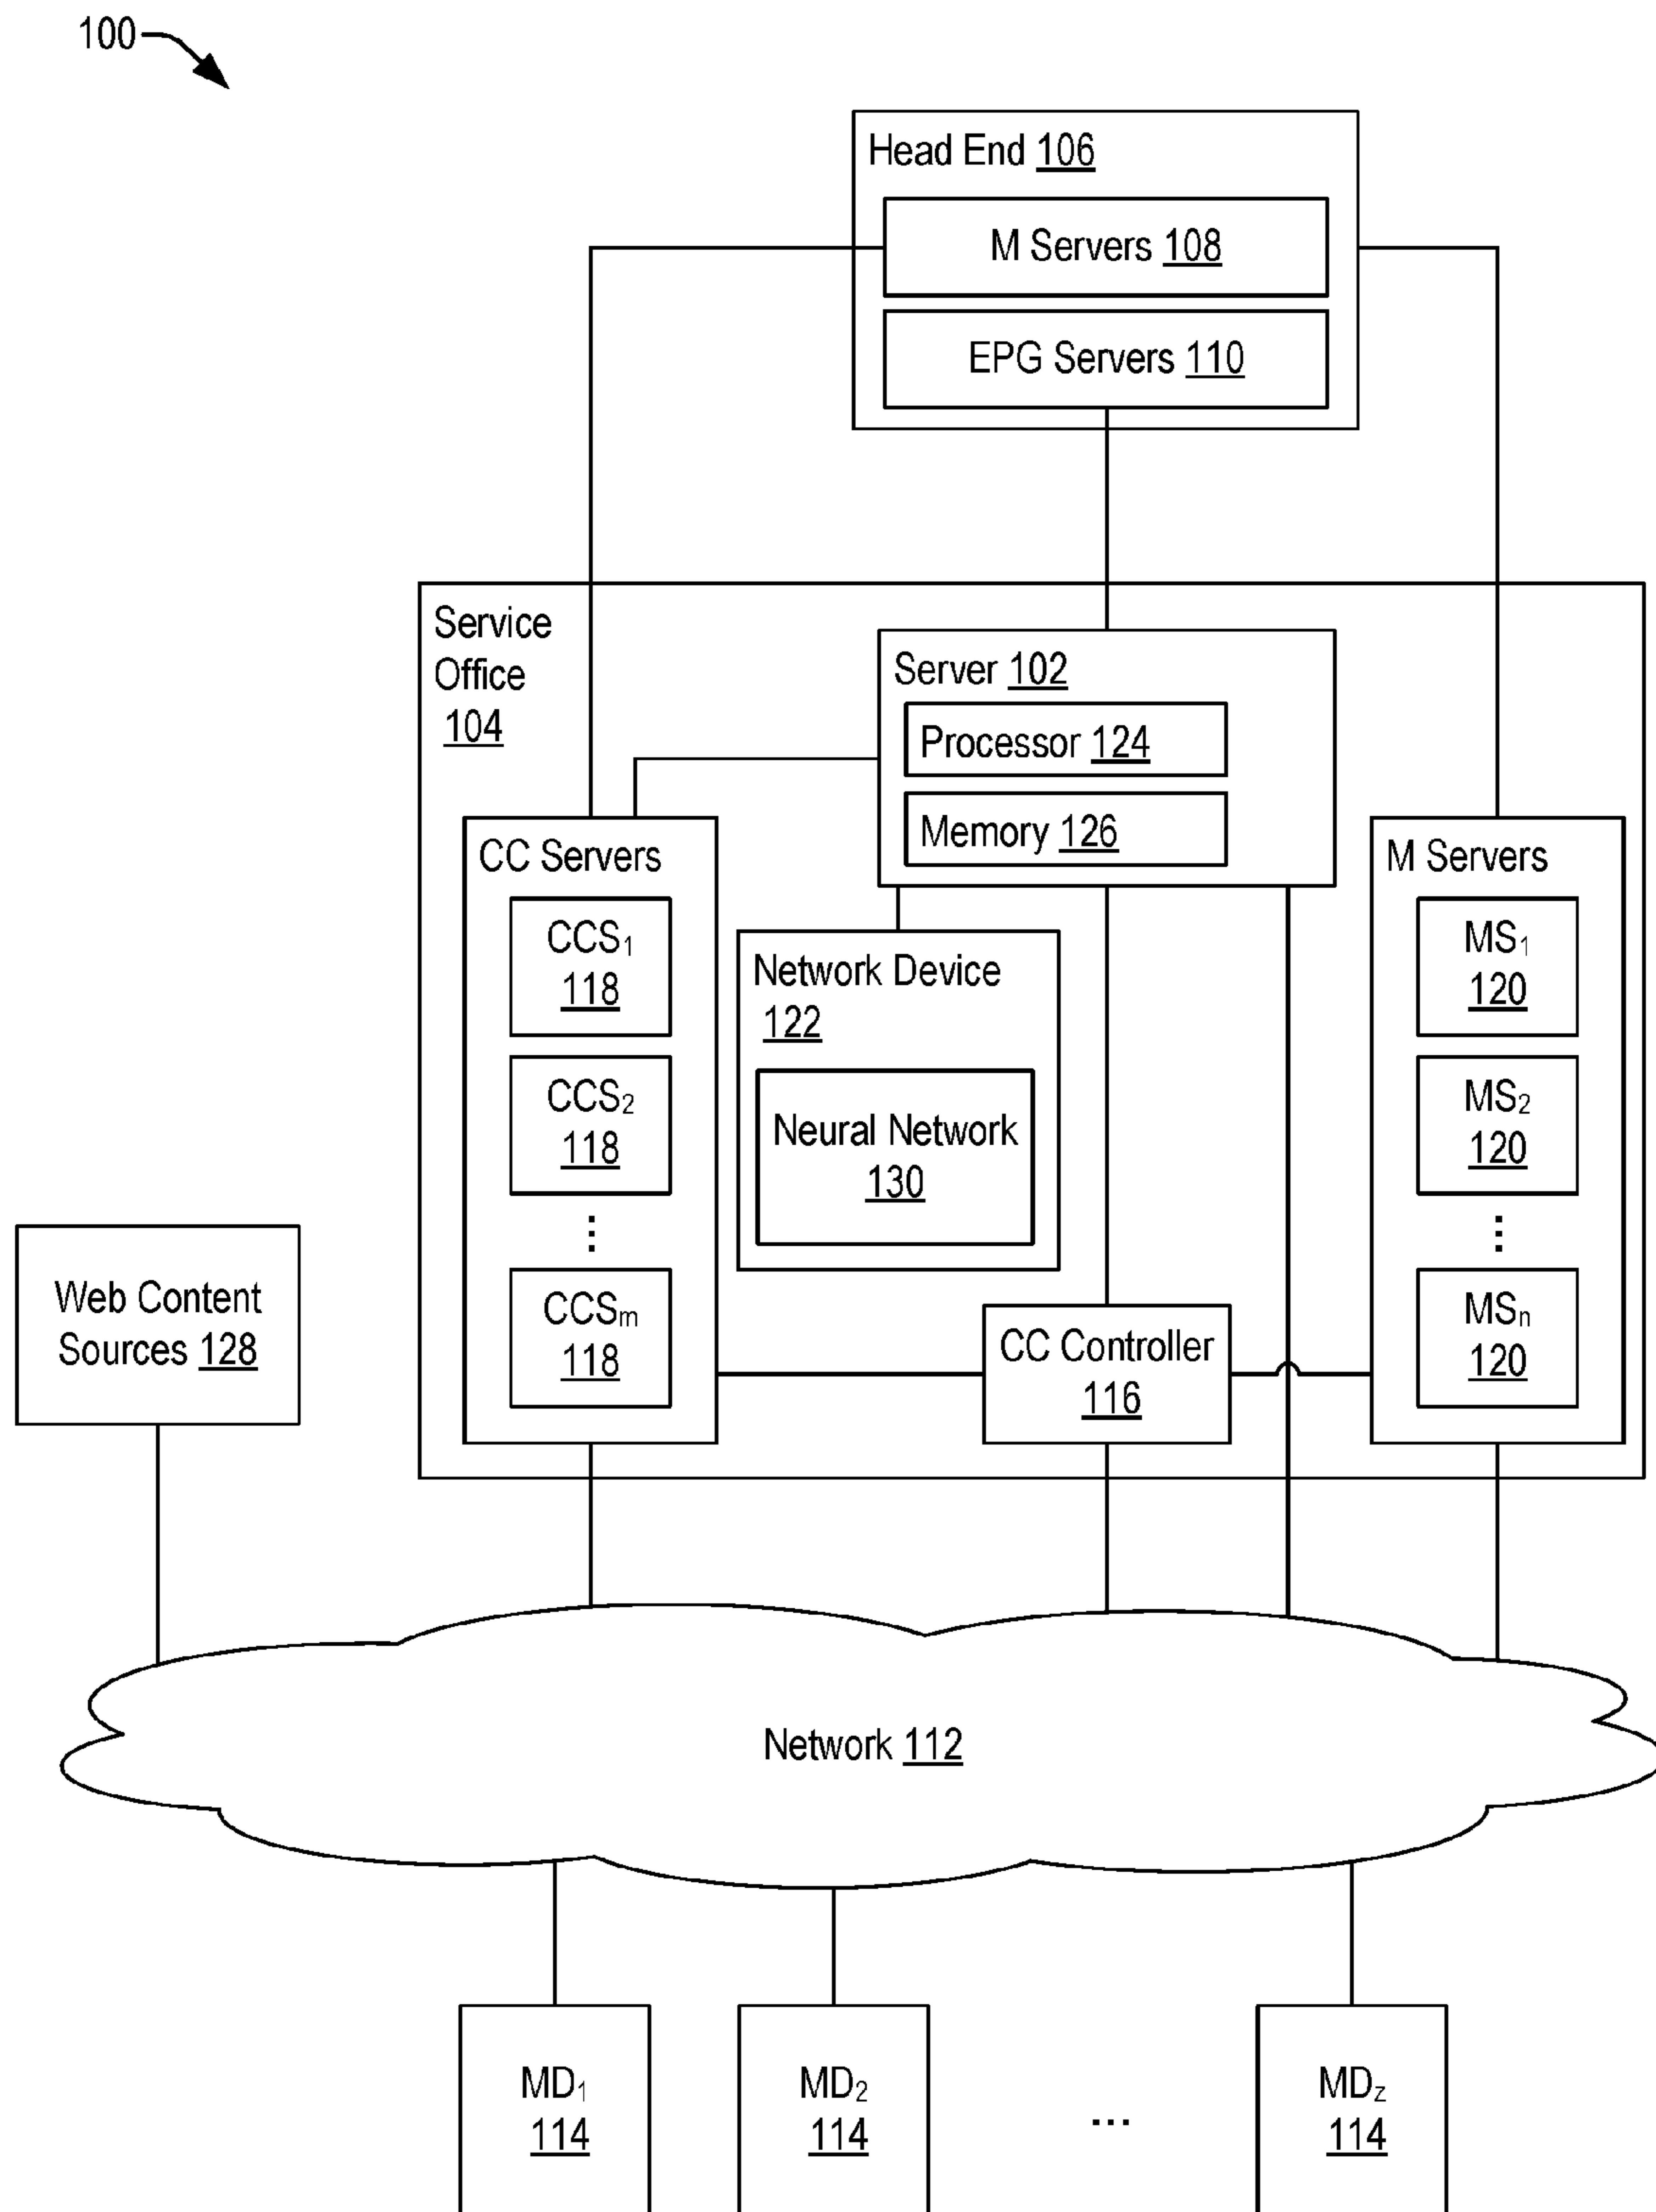 100
Head End 106
M Servers 108
EPG Servers 110
Service
Office
104
Server 102
Processor 124
Memory 126
CC Servers
CCS1
118
CCS2
118
⋮
CCSm
118
Network Device
122
Neural Network
130
M Servers
MS1
120
MS2
120
⋮
MSn
120
CC Controller
116
Web Content
Sources 128
Network 112
MD1
114
MD2
114
...
MDz
114